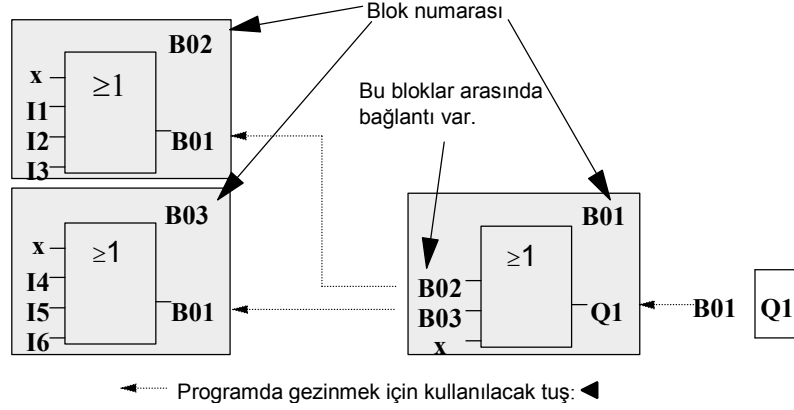 Blok numarası
B02
x
≥1
I1
I2
B01
I3
Bu bloklar arasında
bağlantı var.
B03
x
≥1
I4
I5
B01
I6
B01
≥1
B02
B03
Q1
x
B01
Q1
Programda gezinmek için kullanılacak tuş: ◄